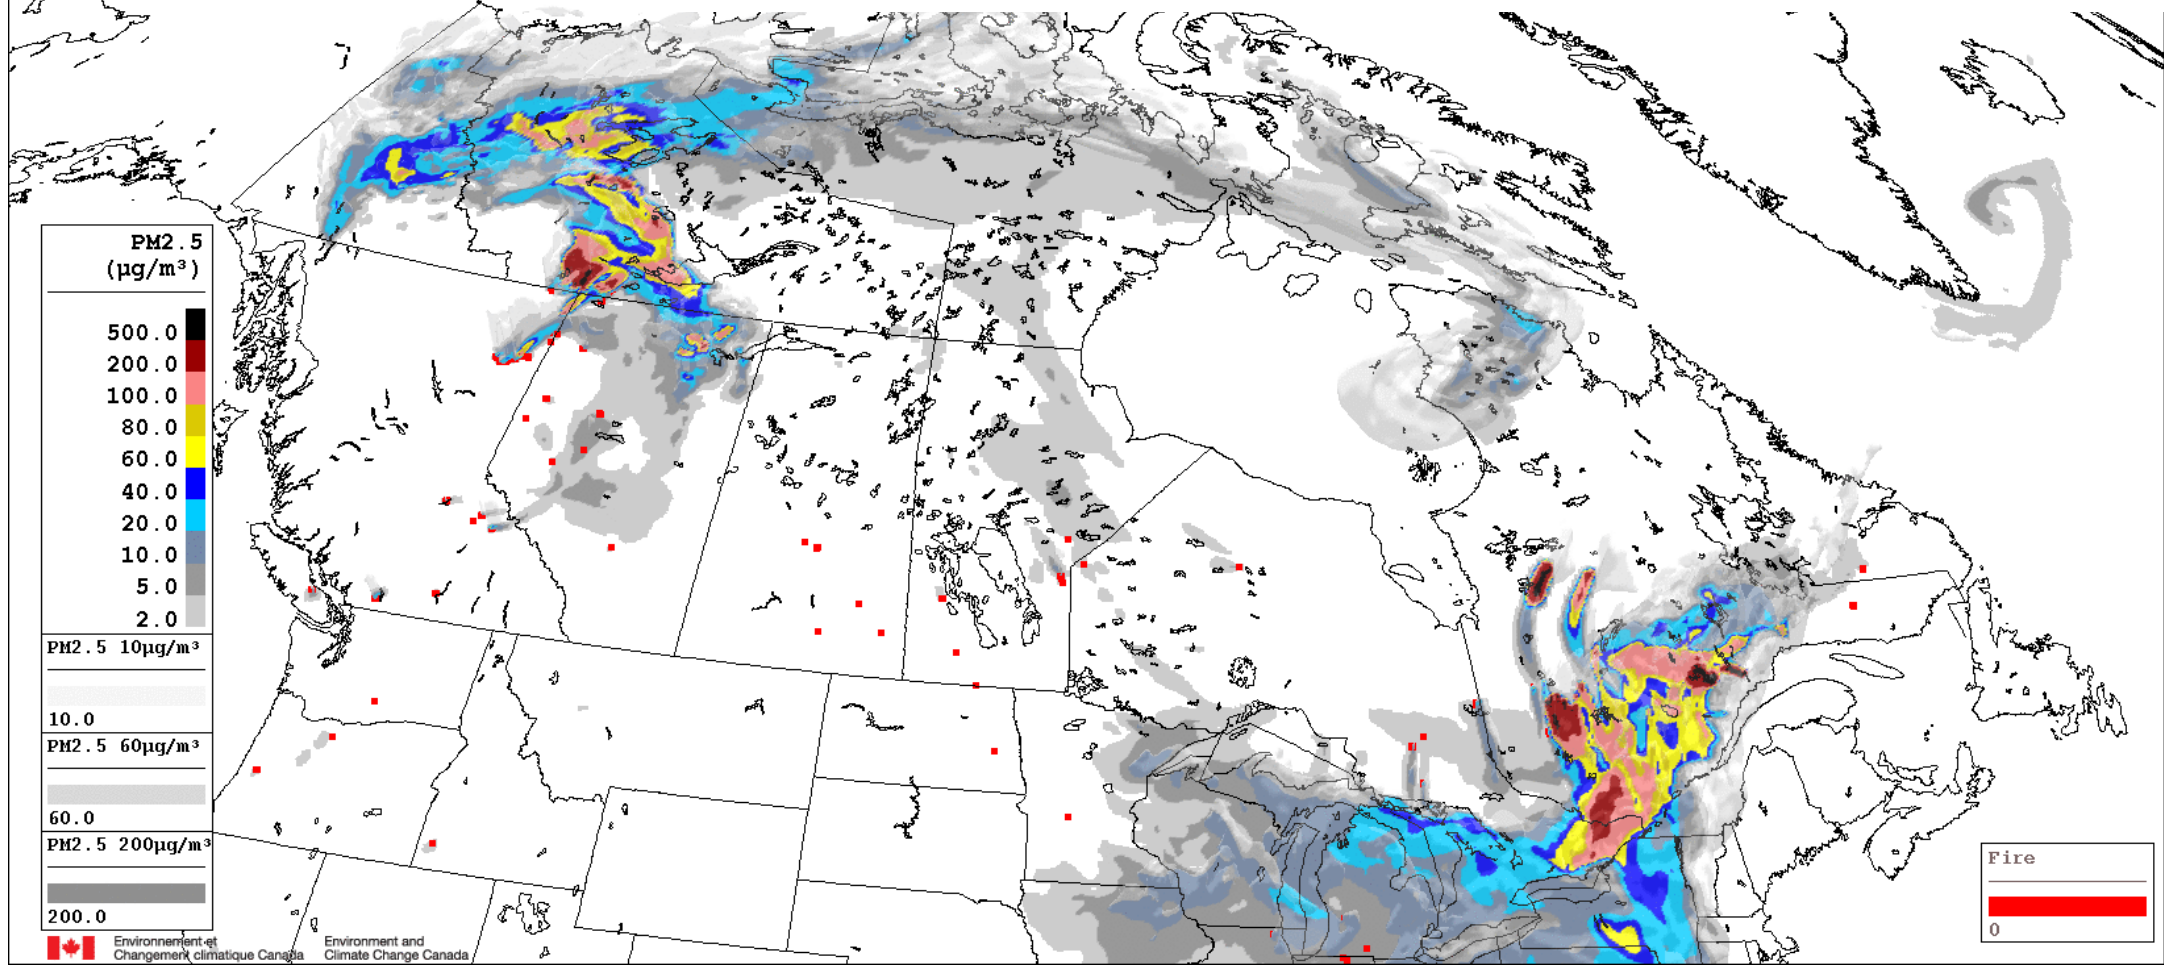 PM2.5
(µg/m³)
500.0
200.0
100.0
80.0
60.0
40.0
20.0
10.0
5.0
2.0
PM2.5 10µg/m³
10.0
PM2.5 60µg/m³
60.0
PM2.5 200µg/m³
200.0
Environnement et
Changement climatique Canada
Environment and
Climate Change Canada
Fire
0